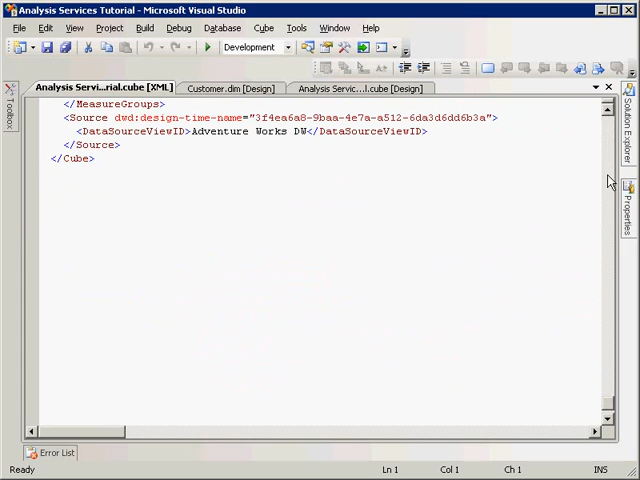 Analysis Services Tutorial - Microsoft Visual Studio
File Edit View Project Build Debug Database Cube Tools Window Help
Development
Analysis Servi...rial.cube [XML] Customer.dim [Design] Analysis Servic...l.cube [Design]
Toolbox
</MeasureGroups>
<Source dwd:design-time-name="3f4ea6a8-9baa-4e7a-a512-6da3d6dd6b3a">
<DataSourceViewID>Adventure Works DW</DataSourceViewID>
</Source>
</Cube>
Solution Explorer
Properties
Error List
Ready Ln 1 Col 1 Ch 1 INS